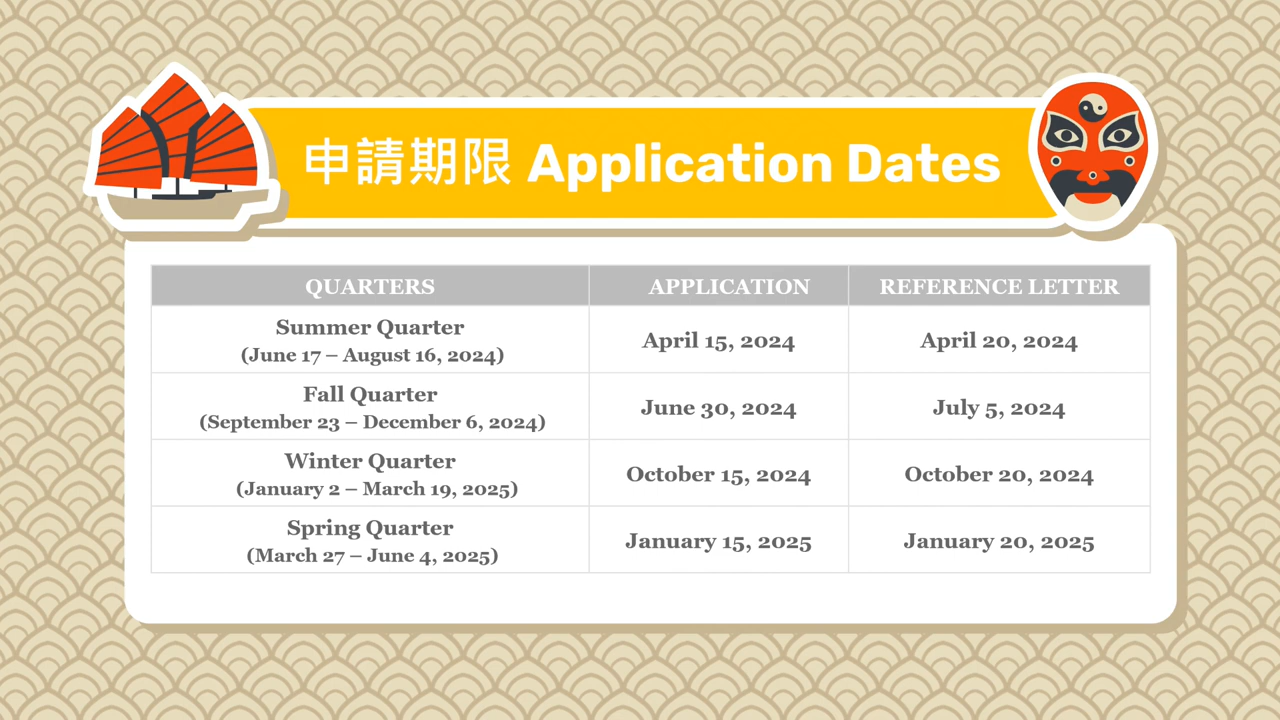 申請期限 Application Dates
QUARTERS APPLICATION REFERENCE LETTER
Summer Quarter
(June 17 – August 16, 2024) April 15, 2024 April 20, 2024
Fall Quarter
(September 23 – December 6, 2024) June 30, 2024 July 5, 2024
Winter Quarter
(January 2 – March 19, 2025) October 15, 2024 October 20, 2024
Spring Quarter
(March 27 – June 4, 2025) January 15, 2025 January 20, 2025